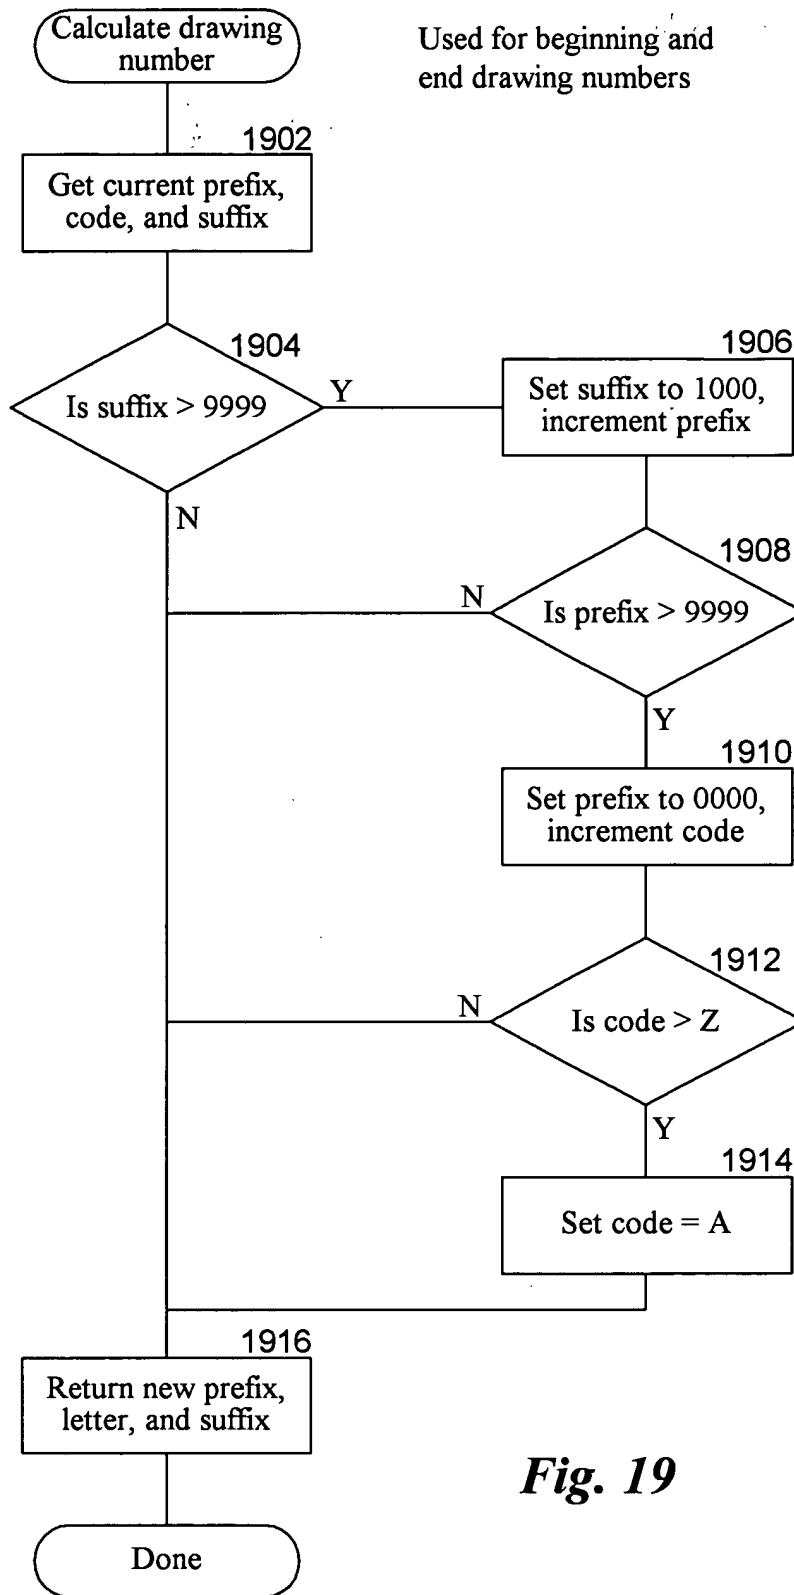 Calculate drawing
number
Used for beginning and
end drawing numbers
1902
Get current prefix,
code, and suffix
1904
Is suffix > 9999
Y
N
1906
Set suffix to 1000,
increment prefix
1908
Is prefix > 9999
N
Y
1910
Set prefix to 0000,
increment code
1912
Is code > Z
N
Y
1914
Set code = A
1916
Return new prefix,
letter, and suffix
Fig. 19
Done